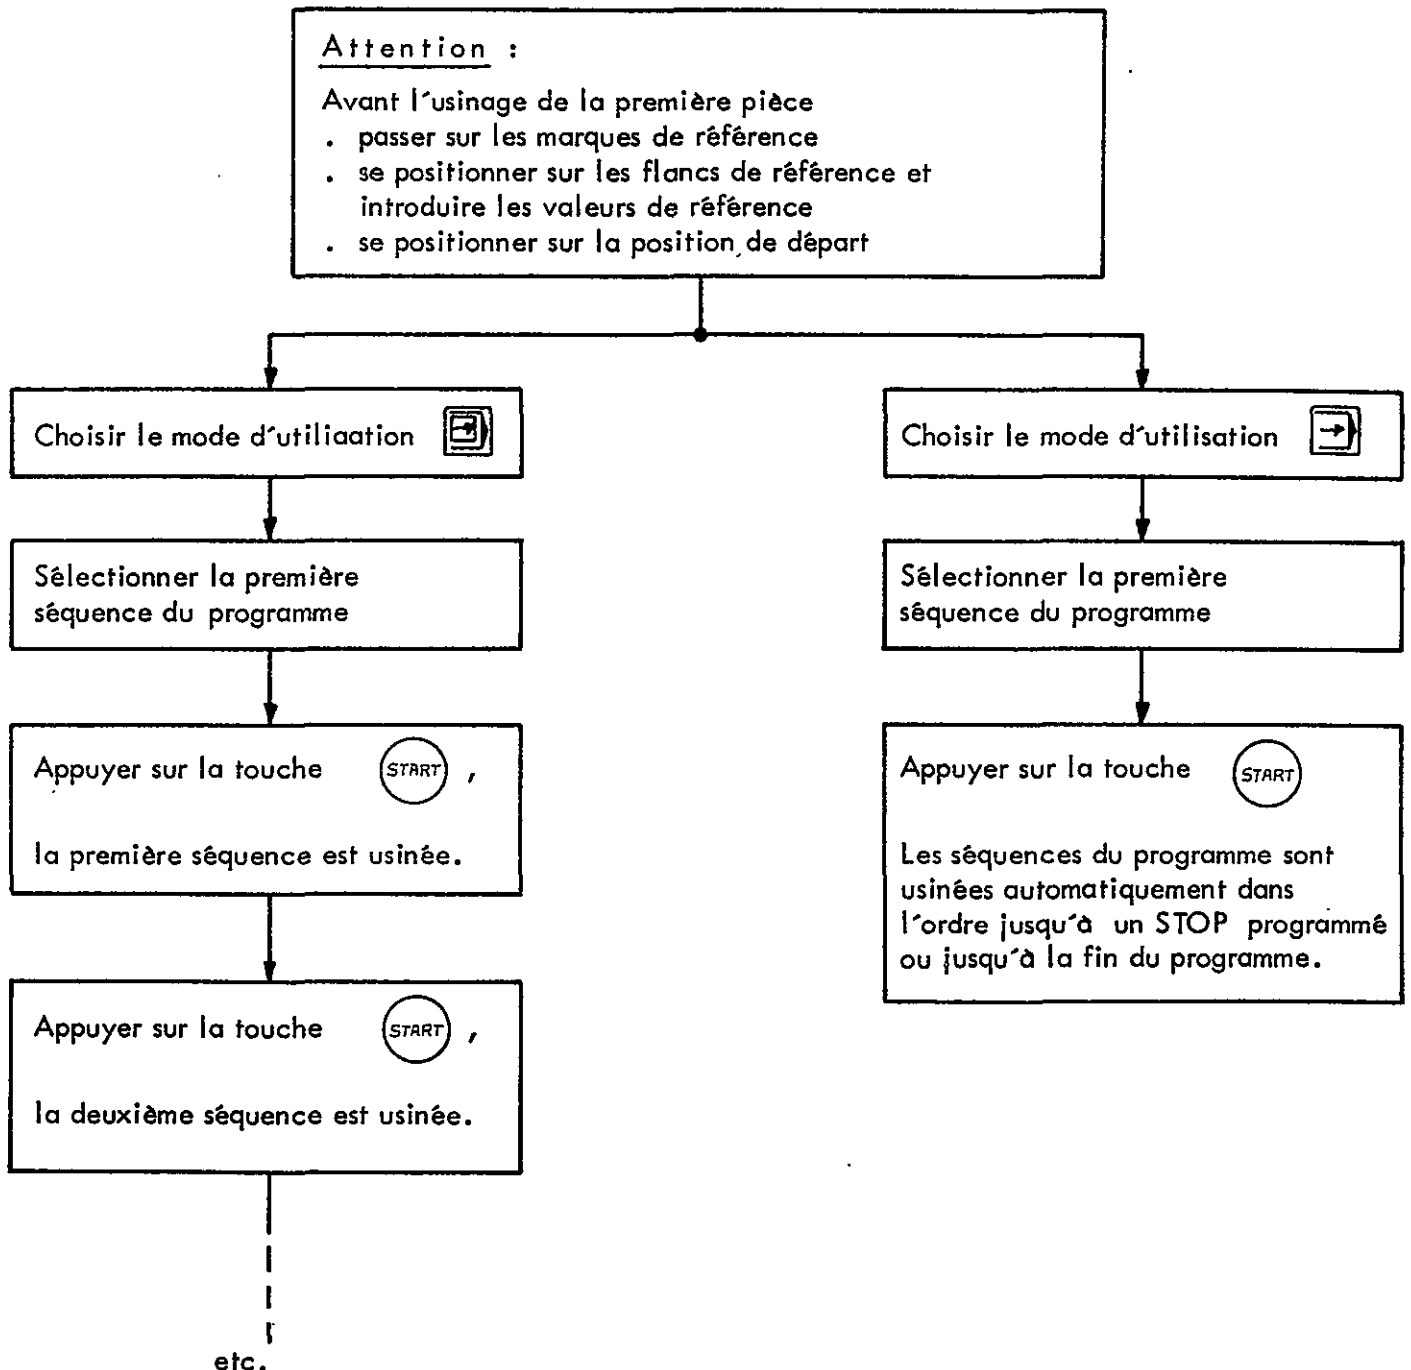 Attention :
Avant l´usinage de la première pièce
. passer sur les marques de référence
. se positionner sur les flancs de référence et
introduire les valeurs de référence
. se positionner sur la position de départ
Choisir le mode d´utiliaation
Sélectionner la première
séquence du programme
Appuyer sur la touche START ,
la première séquence est usinée.
Appuyer sur la touche START ,
la deuxième séquence est usinée.
etc.
Choisir le mode d´utilisation
Sélectionner la première
séquence du programme
Appuyer sur la touche START
Les séquences du programme sont
usinées automatiquement dans
l´ordre jusqu´à un STOP programmé
ou jusqu´à la fin du programme.